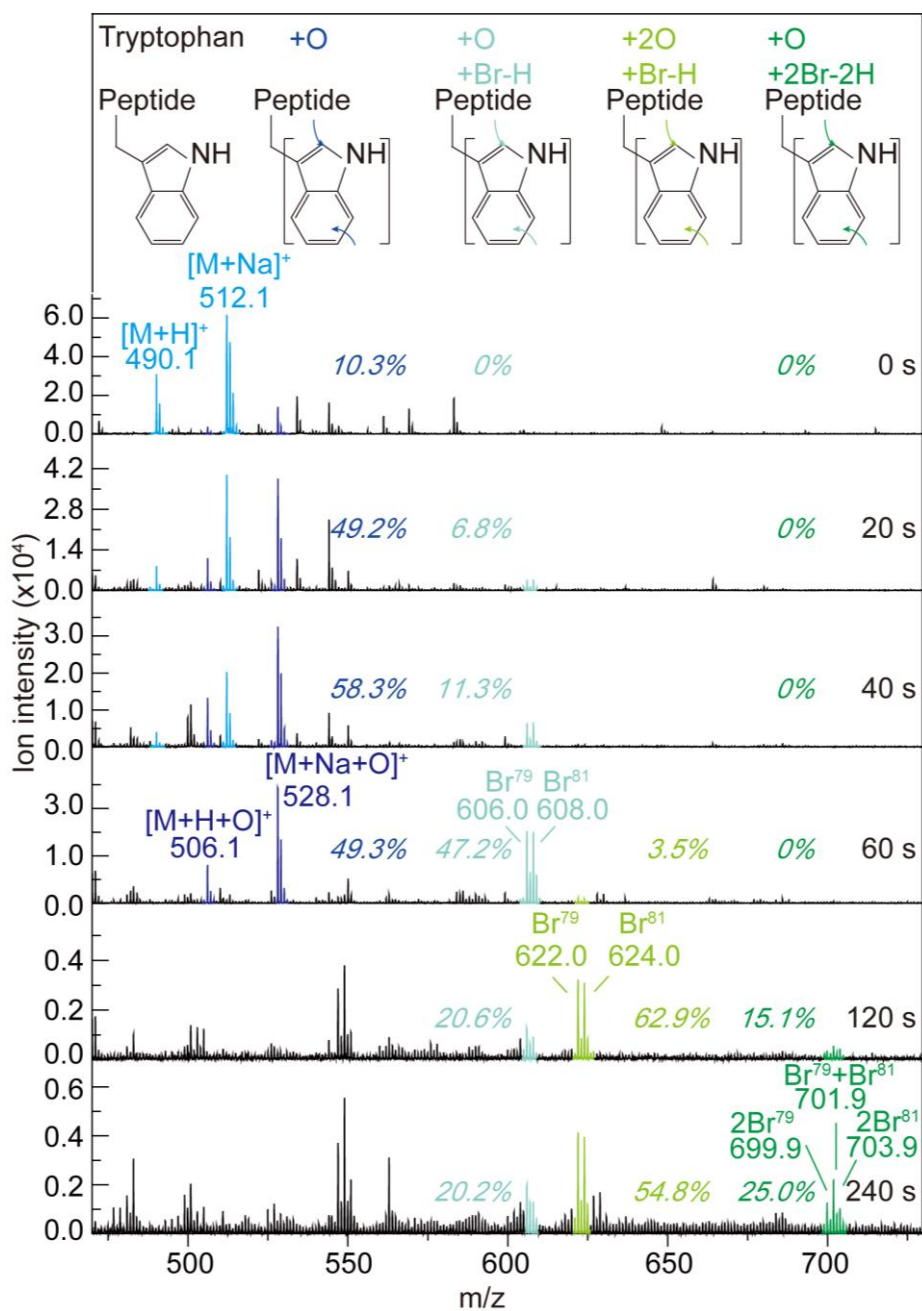 Tryptophan +O +O +2O +O
+Br-H +Br-H +2Br-2H
Peptide Peptide Peptide Peptide Peptide
NH NH NH NH NH
[M+Na]⁺
512.1
[M+H]⁺
490.1
6.0
4.0
2.0
0.0
10.3% 0% 0% 0 s
4.2
2.8
1.4
0.0
49.2% 6.8% 0% 20 s
3.0
2.0
1.0
0.0
58.3% 11.3% 0% 40 s
[M+Na+O]⁺
528.1
[M+H+O]⁺
506.1
Br⁷⁹ Br⁸¹
606.0 608.0
3.0
1.0
0.0
49.3% 47.2% 3.5% 0% 60 s
Br⁷⁹ Br⁸¹
622.0 624.0
0.4
0.2
0.0
20.6% 62.9% 15.1% 120 s
Br⁷⁹+Br⁸¹
701.9
2Br⁷⁹ 2Br⁸¹
699.9 703.9
0.6
0.4
0.2
0.0
20.2% 54.8% 25.0% 240 s
500 550 600 650 700
m/z
Ion intensity (x10⁴)